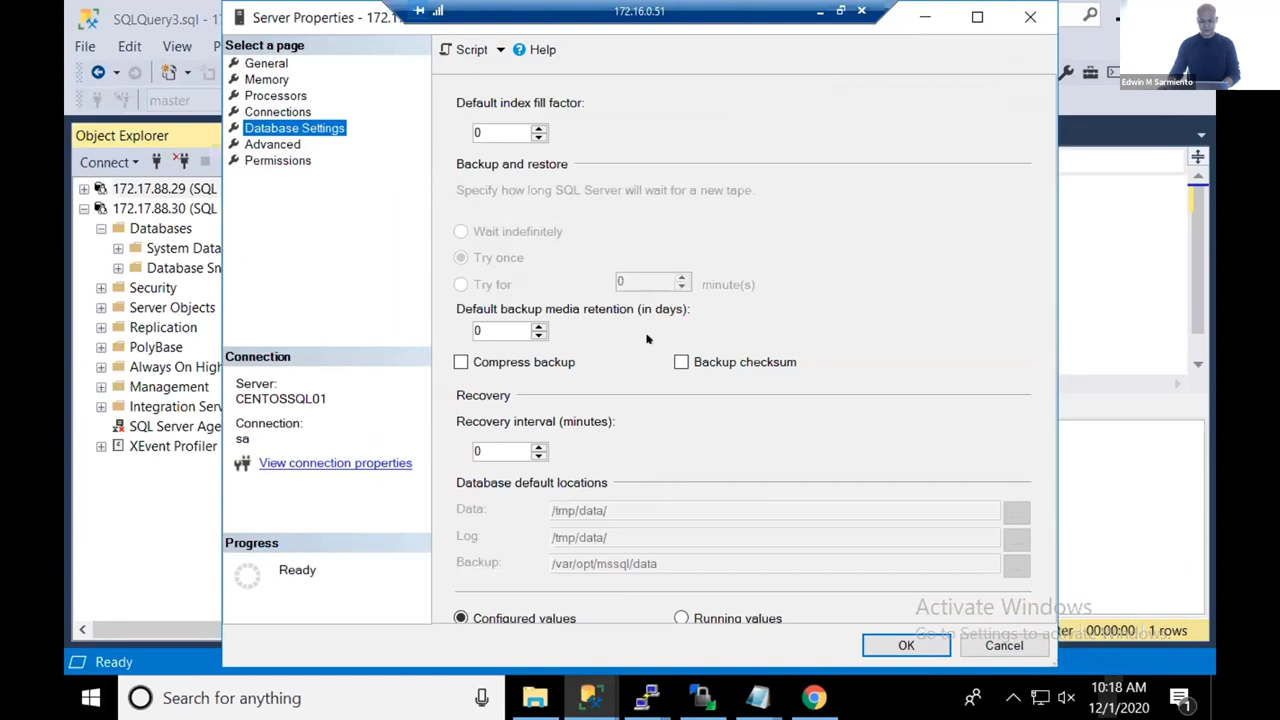 SQLQuery3.sql - 17
Server Properties - 172.1
172.16.0.51
Edwin M Sarmiento
File Edit View P
master
Object Explorer
Connect
172.17.88.29 (SQL
172.17.88.30 (SQL
Databases
System Data
Database Sn
Security
Server Objects
Replication
PolyBase
Always On High
Management
Integration Serv
SQL Server Age
XEvent Profiler
Select a page
General
Memory
Processors
Connections
Database Settings
Advanced
Permissions
Connection
Server:
CENTOSSQL01
Connection:
sa
View connection properties
Progress
Ready
Script Help
Default index fill factor:
0
Backup and restore
Specify how long SQL Server will wait for a new tape.
Wait indefinitely
Try once
Try for 0 minute(s)
Default backup media retention (in days):
0
Compress backup Backup checksum
Recovery
Recovery interval (minutes):
0
Database default locations
Data: /tmp/data/
Log: /tmp/data/
Backup: /var/opt/mssql/data
Configured values Running values
OK Cancel
Activate Windows
Go to Settings to activate Windows.
ter 00:00:00 1 rows
Ready
Search for anything
10:18 AM
12/1/2020
1